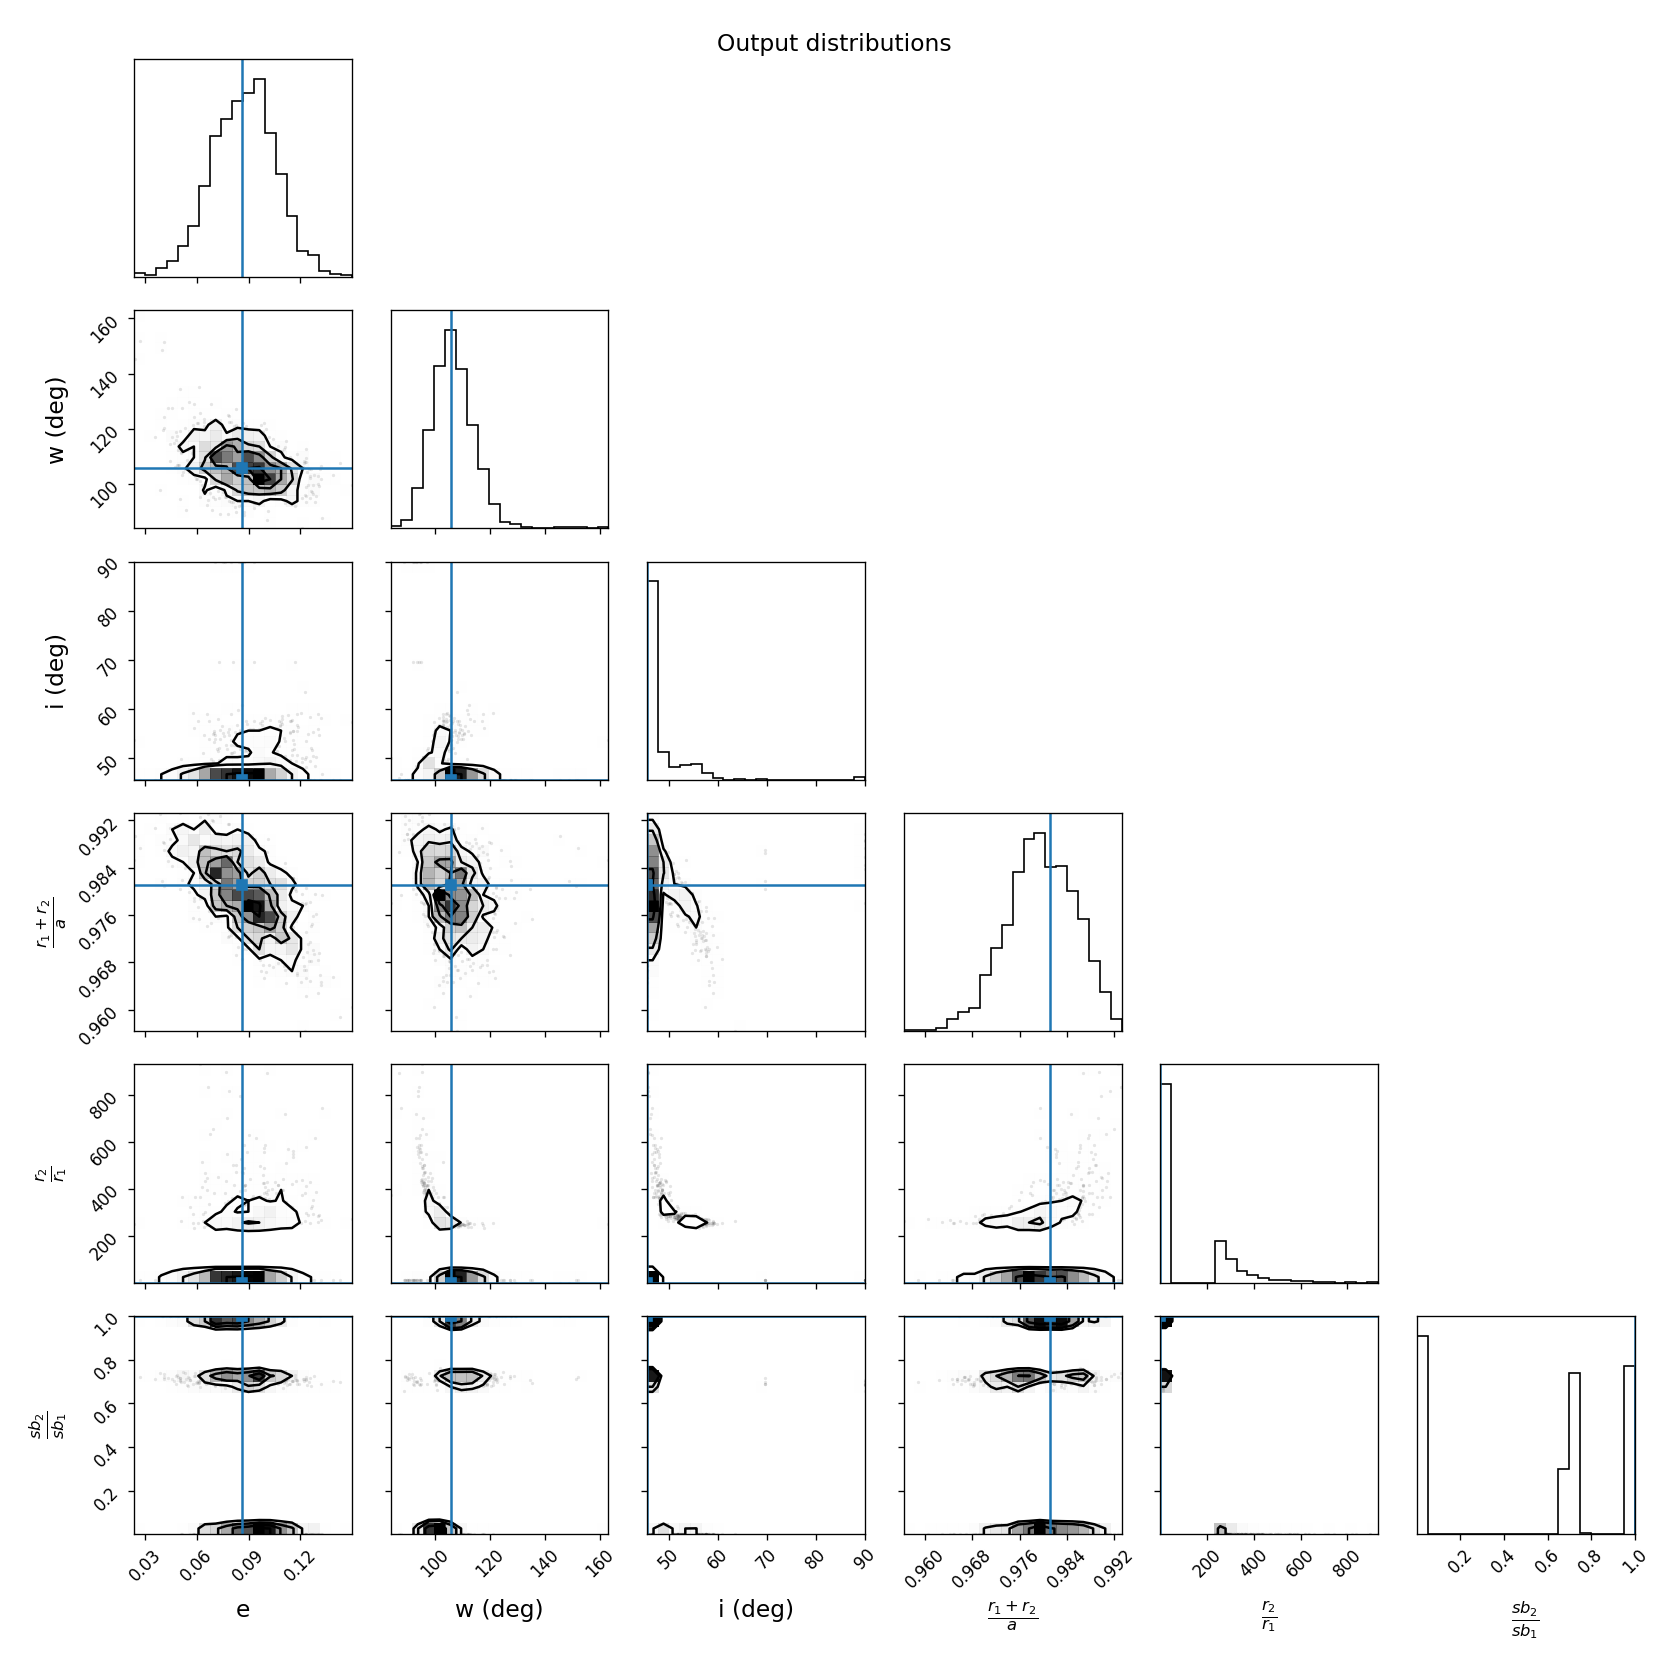 Output distributions
160
140
120
100
w (deg)
90
80
70
60
50
i (deg)
0.992
0.984
0.976
0.968
0.960
r₁ + r₂
a
800
600
400
200
r₂
r₁
1.0
0.8
0.6
0.4
0.2
sb₂
sb₁
0.03 0.06 0.09 0.12 100 120 140 160 50 60 70 80 90 0.960 0.968 0.976 0.984 0.992 200 400 600 800 0.2 0.4 0.6 0.8 1.0
e w (deg) i (deg)
r₁ + r₂
a
r₂
r₁
sb₂
sb₁